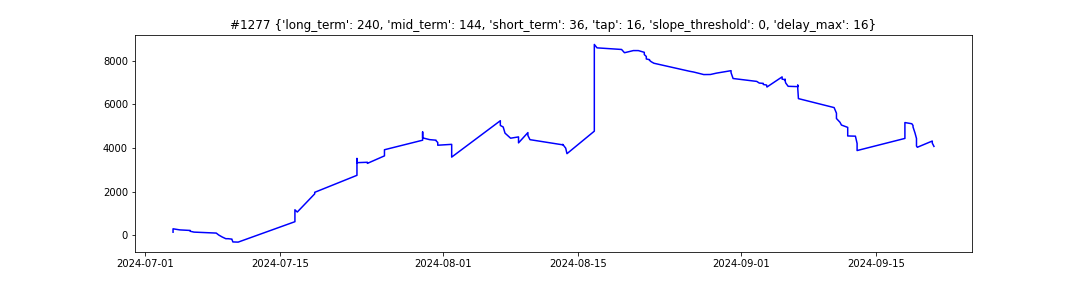 #1277 {'long_term': 240, 'mid_term': 144, 'short_term': 36, 'tap': 16, 'slope_threshold': 0, 'delay_max': 16}
8000
6000
4000
2000
0
2024-07-01 2024-07-15 2024-08-01 2024-08-15 2024-09-01 2024-09-15